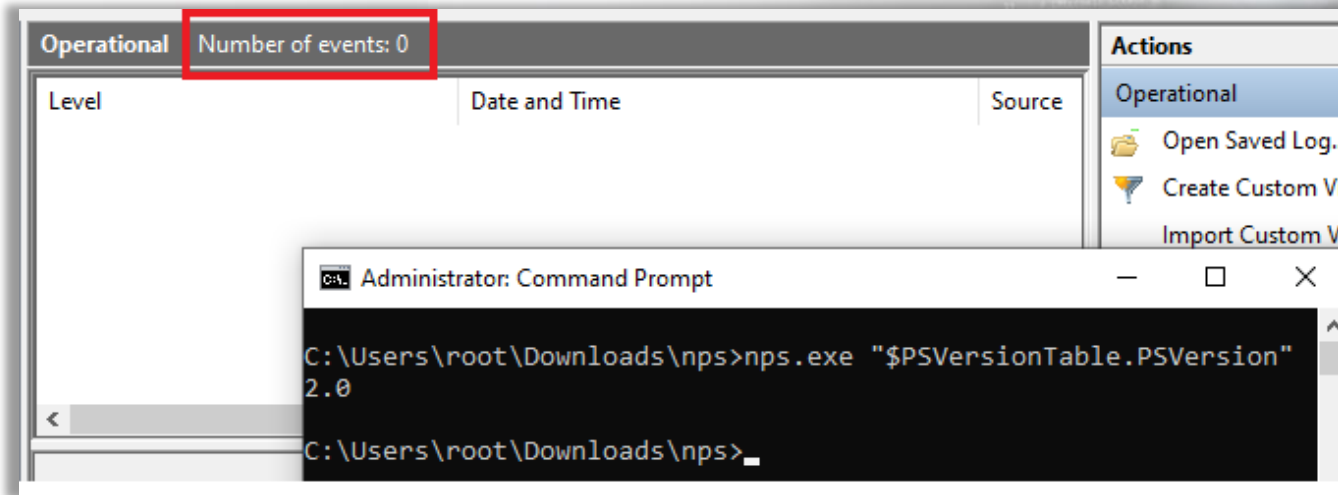 Operational Number of events: 0
Actions
Level Date and Time Source
Operational
Open Saved Log.
Create Custom V
Import Custom V
Administrator: Command Prompt
C:\Users\root\Downloads\nps>nps.exe "$PSVersionTable.PSVersion"
2.0
C:\Users\root\Downloads\nps>